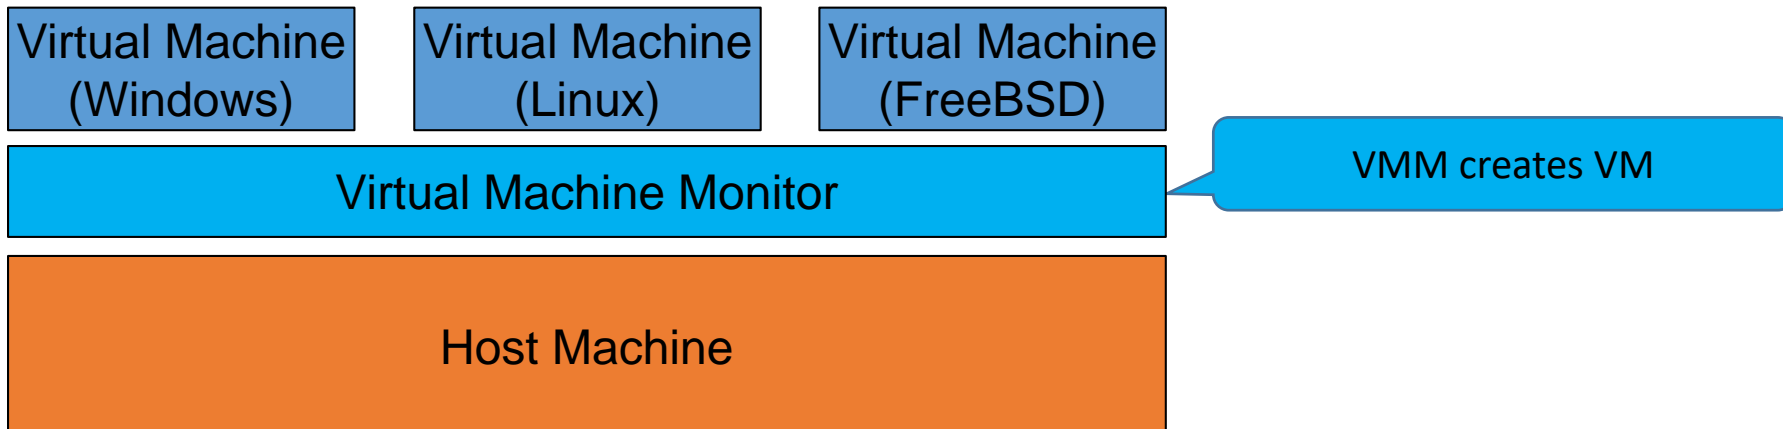 Virtual Machine
(Windows)
Virtual Machine
(Linux)
Virtual Machine
(FreeBSD)
Virtual Machine Monitor
VMM creates VM
Host Machine